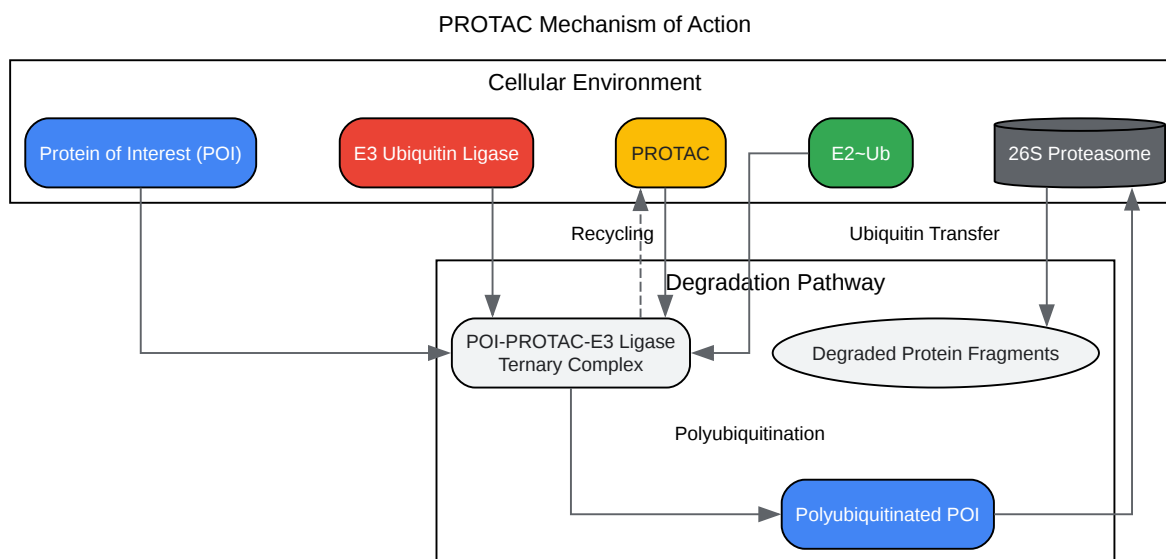 PROTAC Mechanism of Action
Cellular Environment
Protein of Interest (POI)
E3 Ubiquitin Ligase
PROTAC
E2~Ub
26S Proteasome
Recycling
Ubiquitin Transfer
Degradation Pathway
POI-PROTAC-E3 Ligase
Ternary Complex
Degraded Protein Fragments
Polyubiquitination
Polyubiquitinated POI